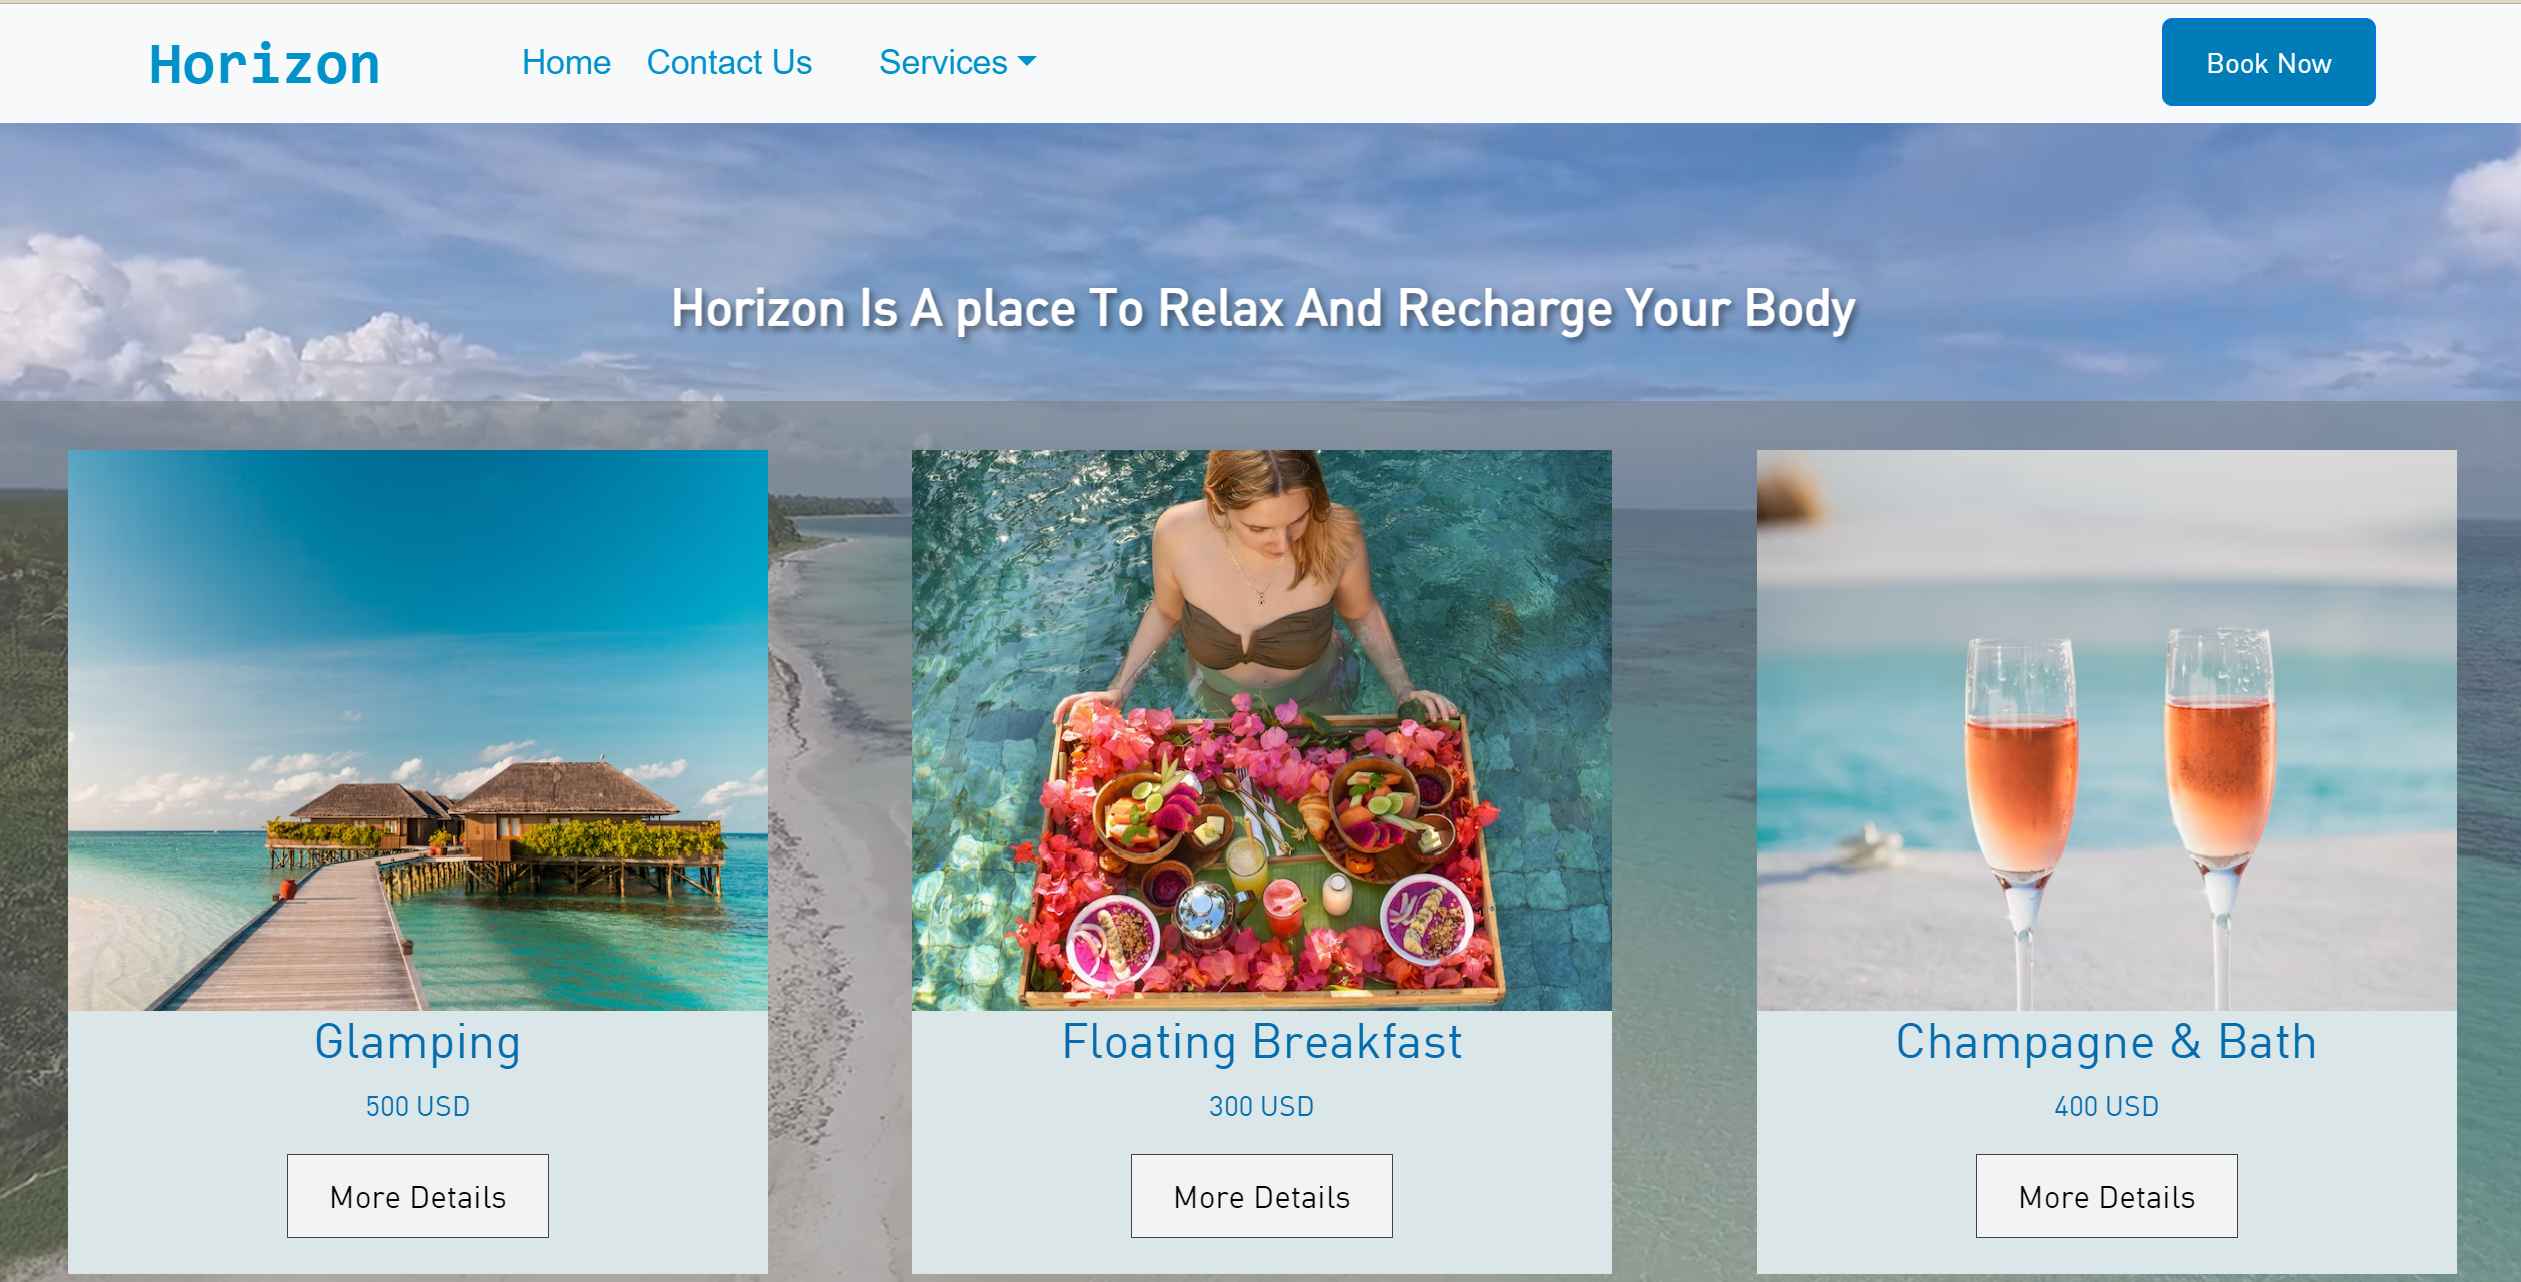 Horizon
Home Contact Us Services
Book Now
Horizon Is A place To Relax And Recharge Your Body
Glamping
500 USD
More Details
Floating Breakfast
300 USD
More Details
Champagne & Bath
400 USD
More Details